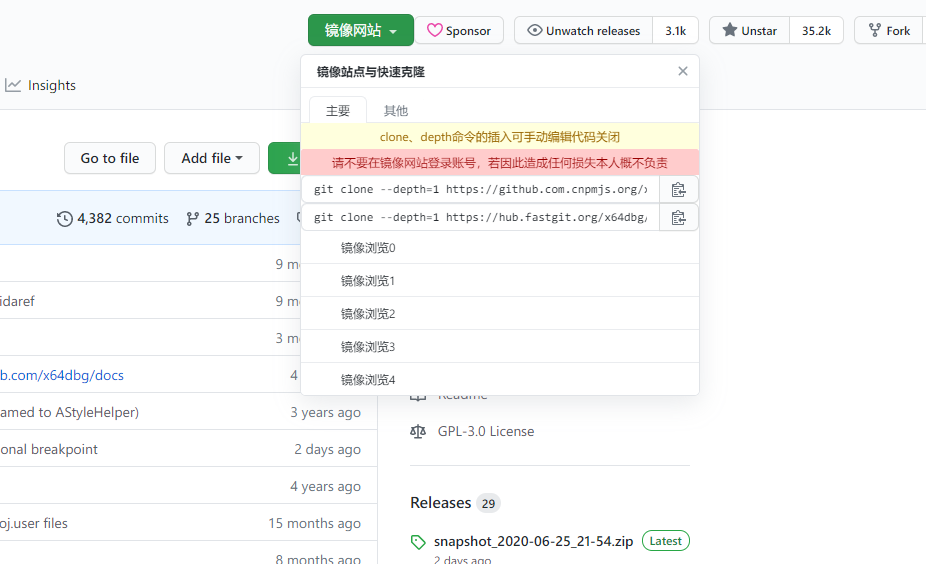 镜像网站
Sponsor
Unwatch releases
3.1k
Unstar
35.2k
Fork
Insights
镜像站点与快速克隆
主要
其他
clone、depth命令的插入可手动编辑代码关闭
请不要在镜像网站登录账号，若因此造成任何损失本人概不负责
git clone --depth=1 https://github.com.cnpmjs.org/x
git clone --depth=1 https://hub.fastgit.org/x64dbg/
镜像浏览0
镜像浏览1
镜像浏览2
镜像浏览3
镜像浏览4
Go to file
Add file
4,382 commits
25 branches
9 mo
idaref
9 mo
3 mo
b.com/x64dbg/docs
4
amed to AStyleHelper)
3 years ago
onal breakpoint
2 days ago
4 years ago
oj.user files
15 months ago
8 months ago
Readme
GPL-3.0 License
Releases 29
snapshot_2020-06-25_21-54.zip
Latest
2 days ago